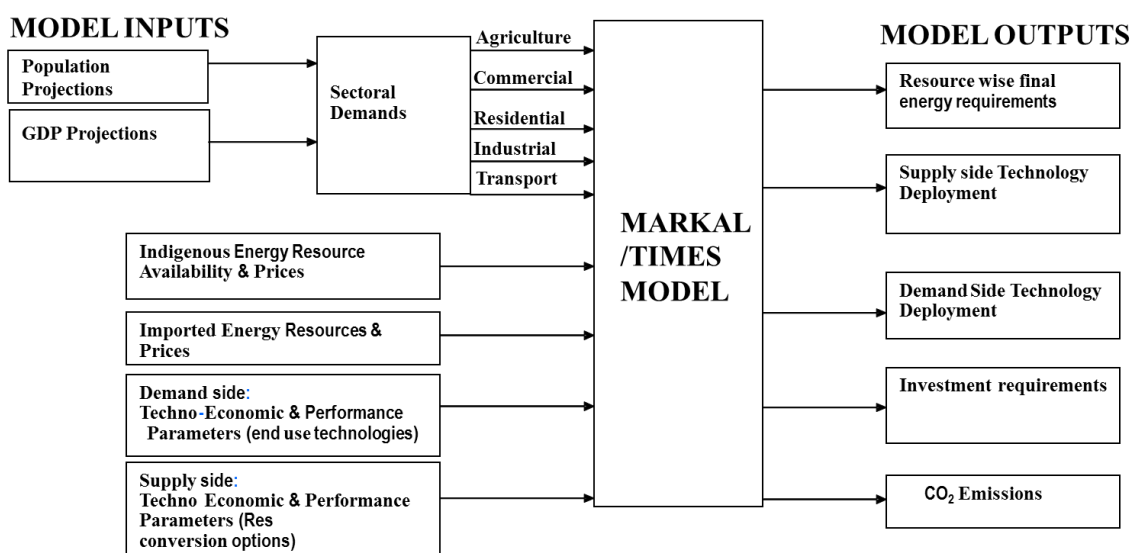 MODEL INPUTS
Population
Projections
GDP Projections
Sectoral
Demands
Agriculture
Commercial
Residential
Industrial
Transport
Indigenous Energy Resource
Availability & Prices
Imported Energy Resources &
Prices
Demand side:
Techno-Economic & Performance
Parameters (end use technologies)
Supply side:
Techno Economic & Performance
Parameters (Res
conversion options)
MARKAL
/TIMES
MODEL
MODEL OUTPUTS
Resource wise final
energy requirements
Supply side Technology
Deployment
Demand Side Technology
Deployment
Investment requirements
CO₂ Emissions